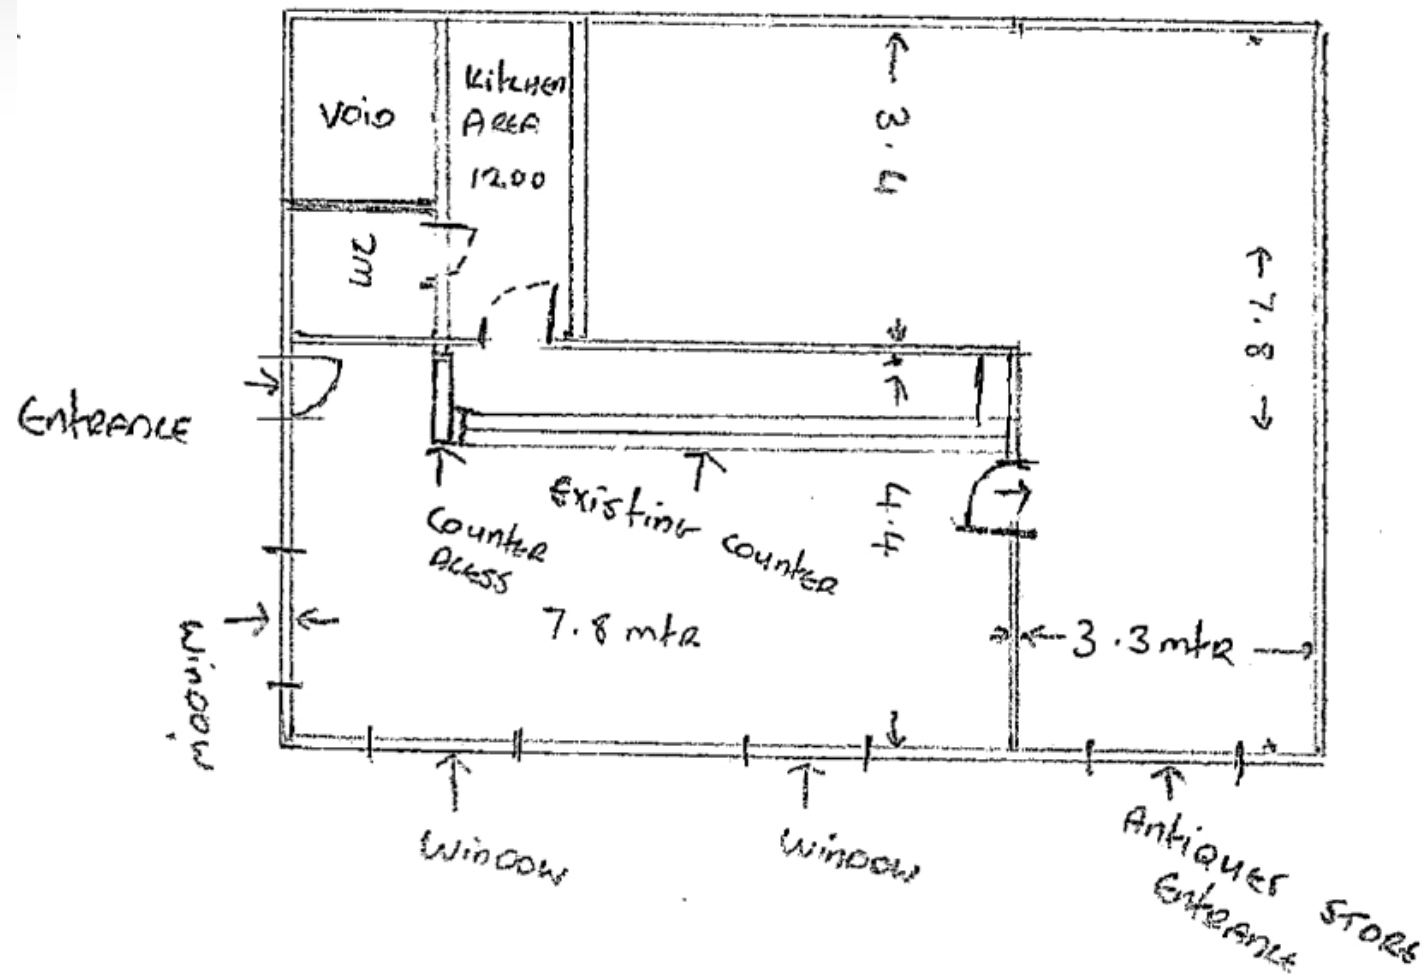 Void
Kitchen
AREA
12.00
3.4
WC
7.8
Entrance
Existing counter
Counter
Acess
4.4
7.8 mtr
3.3 mtr
Window
Window
Window
Antiques Store
Entrance